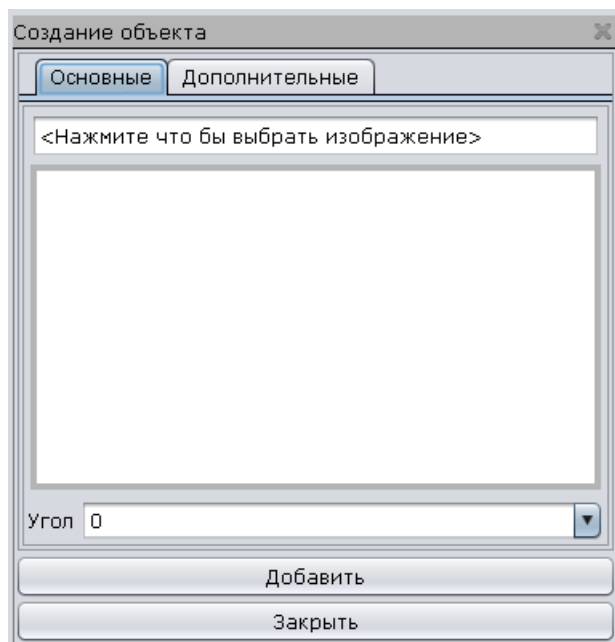 Создание объекта
Основные Дополнительные
<Нажмите что бы выбрать изображение>
Угол 0
Добавить
Закрыть